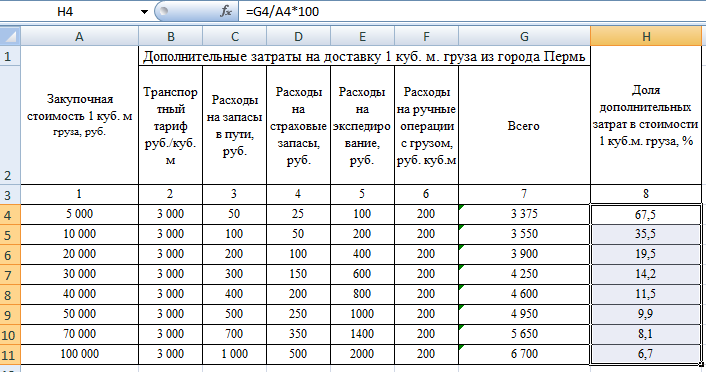 H4 fx =G4/A4*100
A B C D E F G H
1 Дополнительные затраты на доставку 1 куб. м. груза из города Пермь
2
Закупочная
стоимость 1 куб. м
груза, руб.
Транспор
тный
тариф
руб./куб.
м
Расходы
на запасы
в пути,
руб.
Расходы
на
страховые
запасы,
руб.
Расходы
на
экспедиро
вание,
руб.
Расходы
на ручные
операции
с грузом,
руб. куб.м
Всего
Доля
дополнительных
затрат в стоимости
1 куб.м. груза, %
3 1 2 3 4 5 6 7 8
4 5 000 3 000 50 25 100 200 3 375 67,5
5 10 000 3 000 100 50 200 200 3 550 35,5
6 20 000 3 000 200 100 400 200 3 900 19,5
7 30 000 3 000 300 150 600 200 4 250 14,2
8 40 000 3 000 400 200 800 200 4 600 11,5
9 50 000 3 000 500 250 1000 200 4 950 9,9
10 70 000 3 000 700 350 1400 200 5 650 8,1
11 100 000 3 000 1 000 500 2000 200 6 700 6,7